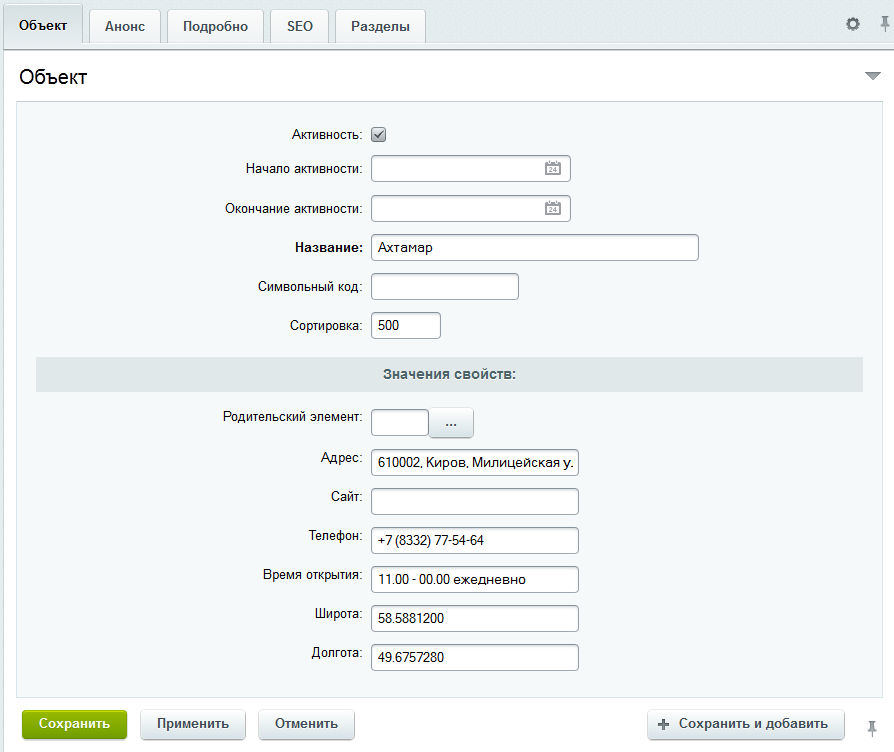 Объект Анонс Подробно SEO Разделы
Объект
Активность:
Начало активности: 24
Окончание активности: 24
Название: Ахтамар
Символьный код:
Сортировка: 500
Значения свойств:
Родительский элемент: ...
Адрес: 610002, Киров, Милицейская у.
Сайт:
Телефон: +7 (8332) 77-54-64
Время открытия: 11.00 - 00.00 ежедневно
Широта: 58.5881200
Долгота: 49.6757280
Сохранить Применить Отменить + Сохранить и добавить